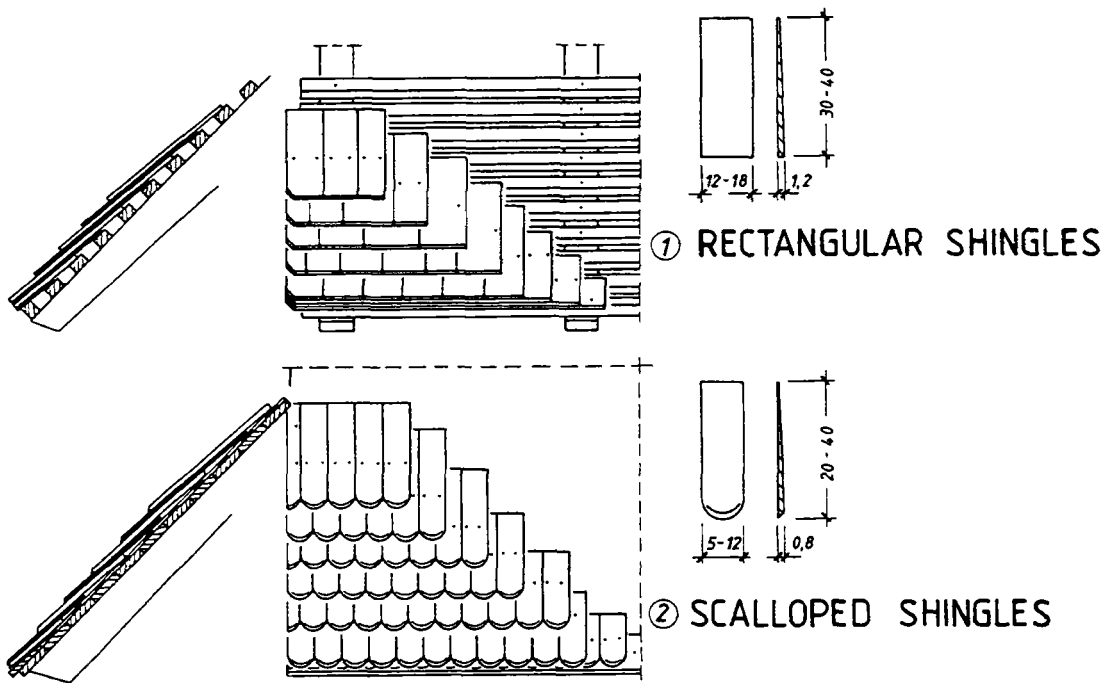 30-40
12-18 1,2
① RECTANGULAR SHINGLES
20-40
5-12 0,8
② SCALLOPED SHINGLES